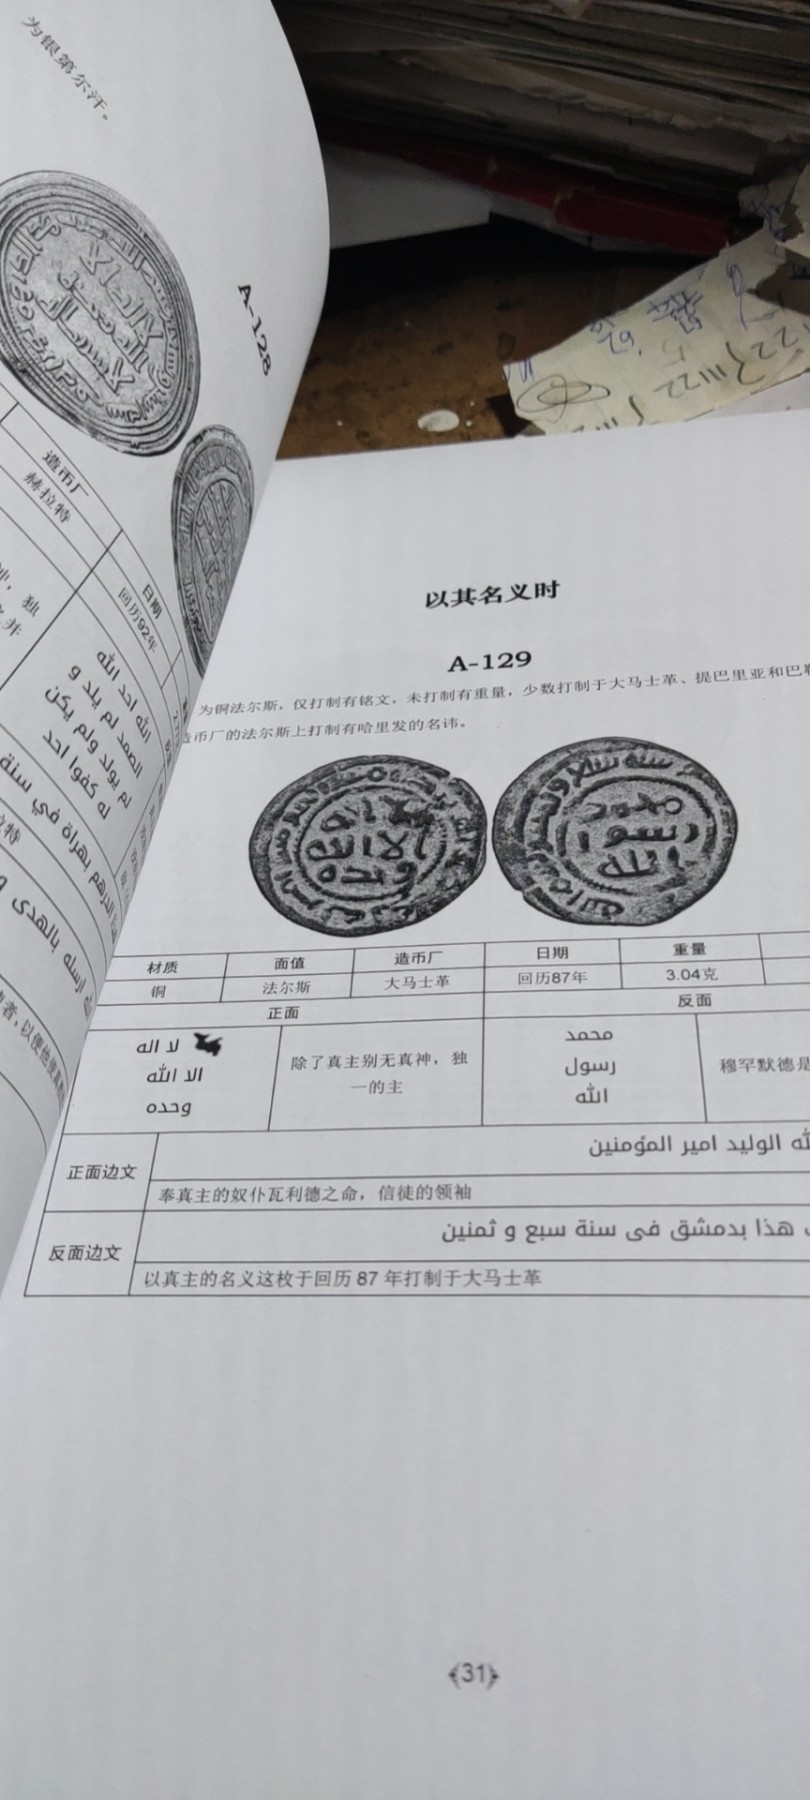 为银第尔汗。
A-128
造币厂
赫拉特
日期
回历92年
独
并
الله احد الله
الصمد لم يلد و
لم يولد ولم يكن
له كفوا احد
الدرهم بهراة في سنة
ارسله بالهدى و
以其名义时
A-129
为铜法尔斯，仅打制有铭文，未打制有重量，少数打制于大马士革、提巴里亚和巴勒
造币厂的法尔斯上打制有哈里发的名讳。
材质 面值 造币厂 日期 重量
铜 法尔斯 大马士革 回历87年 3.04克
正面 反面
لا اله
الا الله
وحده
除了真主别无真神，独
一的主
محمد
رسول
الله
穆罕默德是
正面边文
الوليد امير المؤمنين
奉真主的奴仆瓦利德之命，信徒的领袖
反面边文
هذا بدمشق فى سنة سبع و ثمنين
以真主的名义这枚于回历 87 年打制于大马士革
31